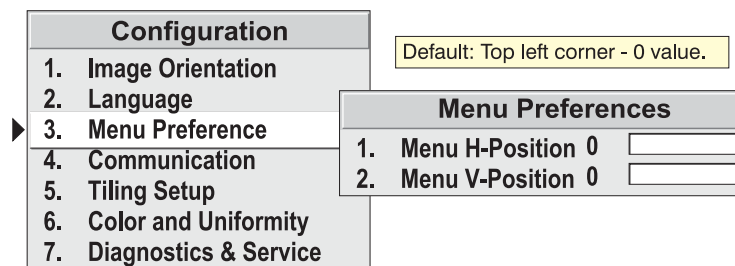 Configuration
1. Image Orientation
2. Language
3. Menu Preference
4. Communication
5. Tiling Setup
6. Color and Uniformity
7. Diagnostics & Service
Default: Top left corner - 0 value.
Menu Preferences
1. Menu H-Position 0
2. Menu V-Position 0